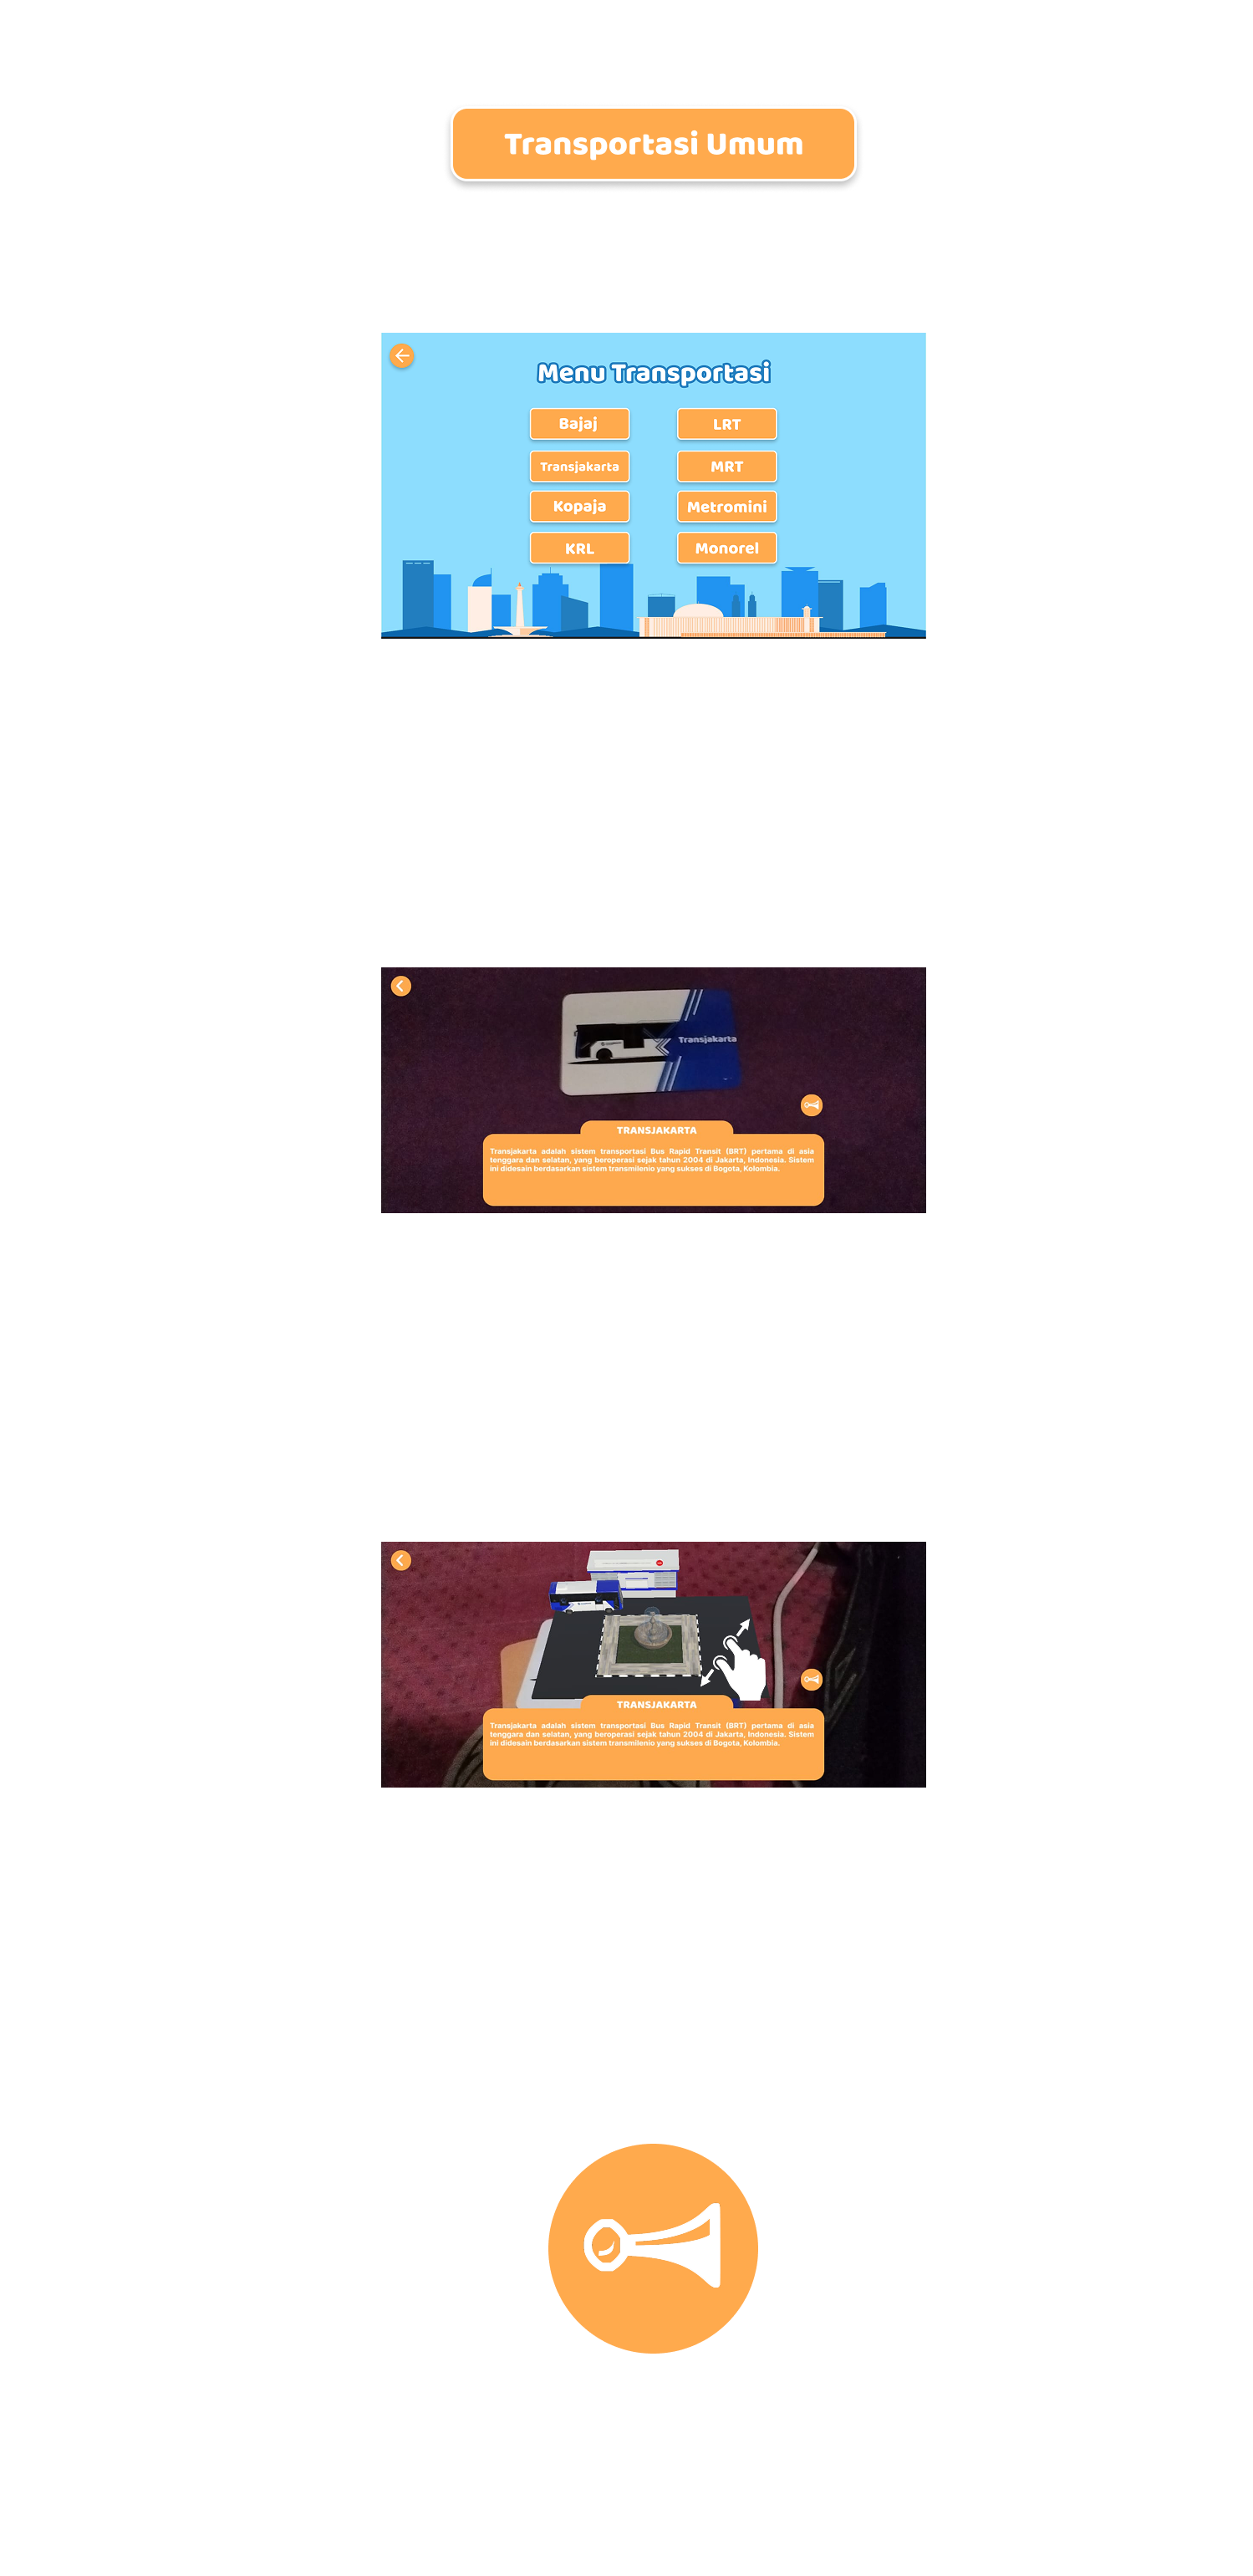 Transportasi Umum
Menu Transportasi
Bajaj
LRT
Transjakarta
MRT
Kopaja
Metromini
KRL
Monorel
Transjakarta
TRANSJAKARTA
Transjakarta adalah sistem transportasi Bus Rapid Transit (BRT) pertama di asia
tenggara dan selatan, yang beroperasi sejak tahun 2004 di Jakarta, Indonesia. Sistem
ini didesain berdasarkan sistem transmilenio yang sukses di Bogota, Kolombia.
TRANSJAKARTA
Transjakarta adalah sistem transportasi Bus Rapid Transit (BRT) pertama di asia
tenggara dan selatan, yang beroperasi sejak tahun 2004 di Jakarta, Indonesia. Sistem
ini didesain berdasarkan sistem transmilenio yang sukses di Bogota, Kolombia.